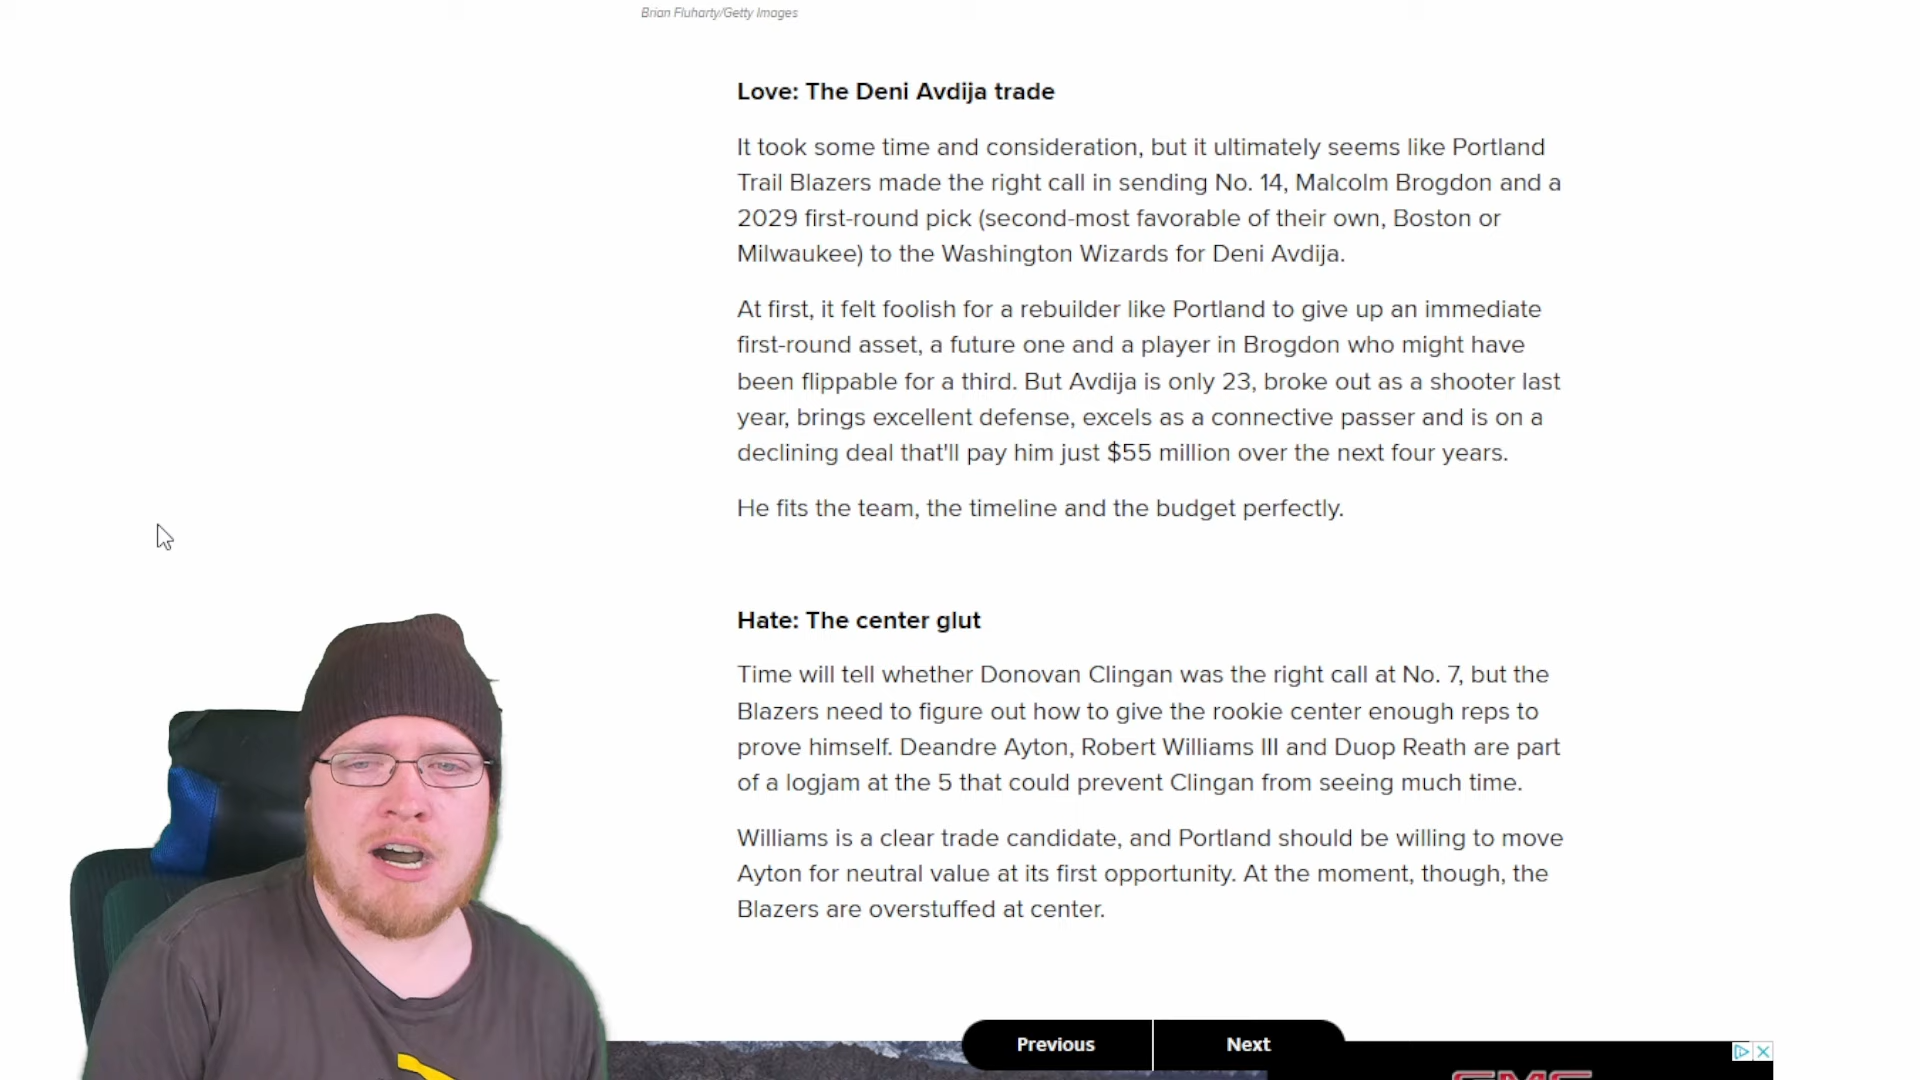 Brian Fluharty/Getty Images
Love: The Deni Avdija trade
It took some time and consideration, but it ultimately seems like Portland
Trail Blazers made the right call in sending No. 14, Malcolm Brogdon and a
2029 first-round pick (second-most favorable of their own, Boston or
Milwaukee) to the Washington Wizards for Deni Avdija.
At first, it felt foolish for a rebuilder like Portland to give up an immediate
first-round asset, a future one and a player in Brogdon who might have
been flippable for a third. But Avdija is only 23, broke out as a shooter last
year, brings excellent defense, excels as a connective passer and is on a
declining deal that'll pay him just $55 million over the next four years.
He fits the team, the timeline and the budget perfectly.
Hate: The center glut
Time will tell whether Donovan Clingan was the right call at No. 7, but the
Blazers need to figure out how to give the rookie center enough reps to
prove himself. Deandre Ayton, Robert Williams III and Duop Reath are part
of a logjam at the 5 that could prevent Clingan from seeing much time.
Williams is a clear trade candidate, and Portland should be willing to move
Ayton for neutral value at its first opportunity. At the moment, though, the
Blazers are overstuffed at center.
Previous
Next
GMC